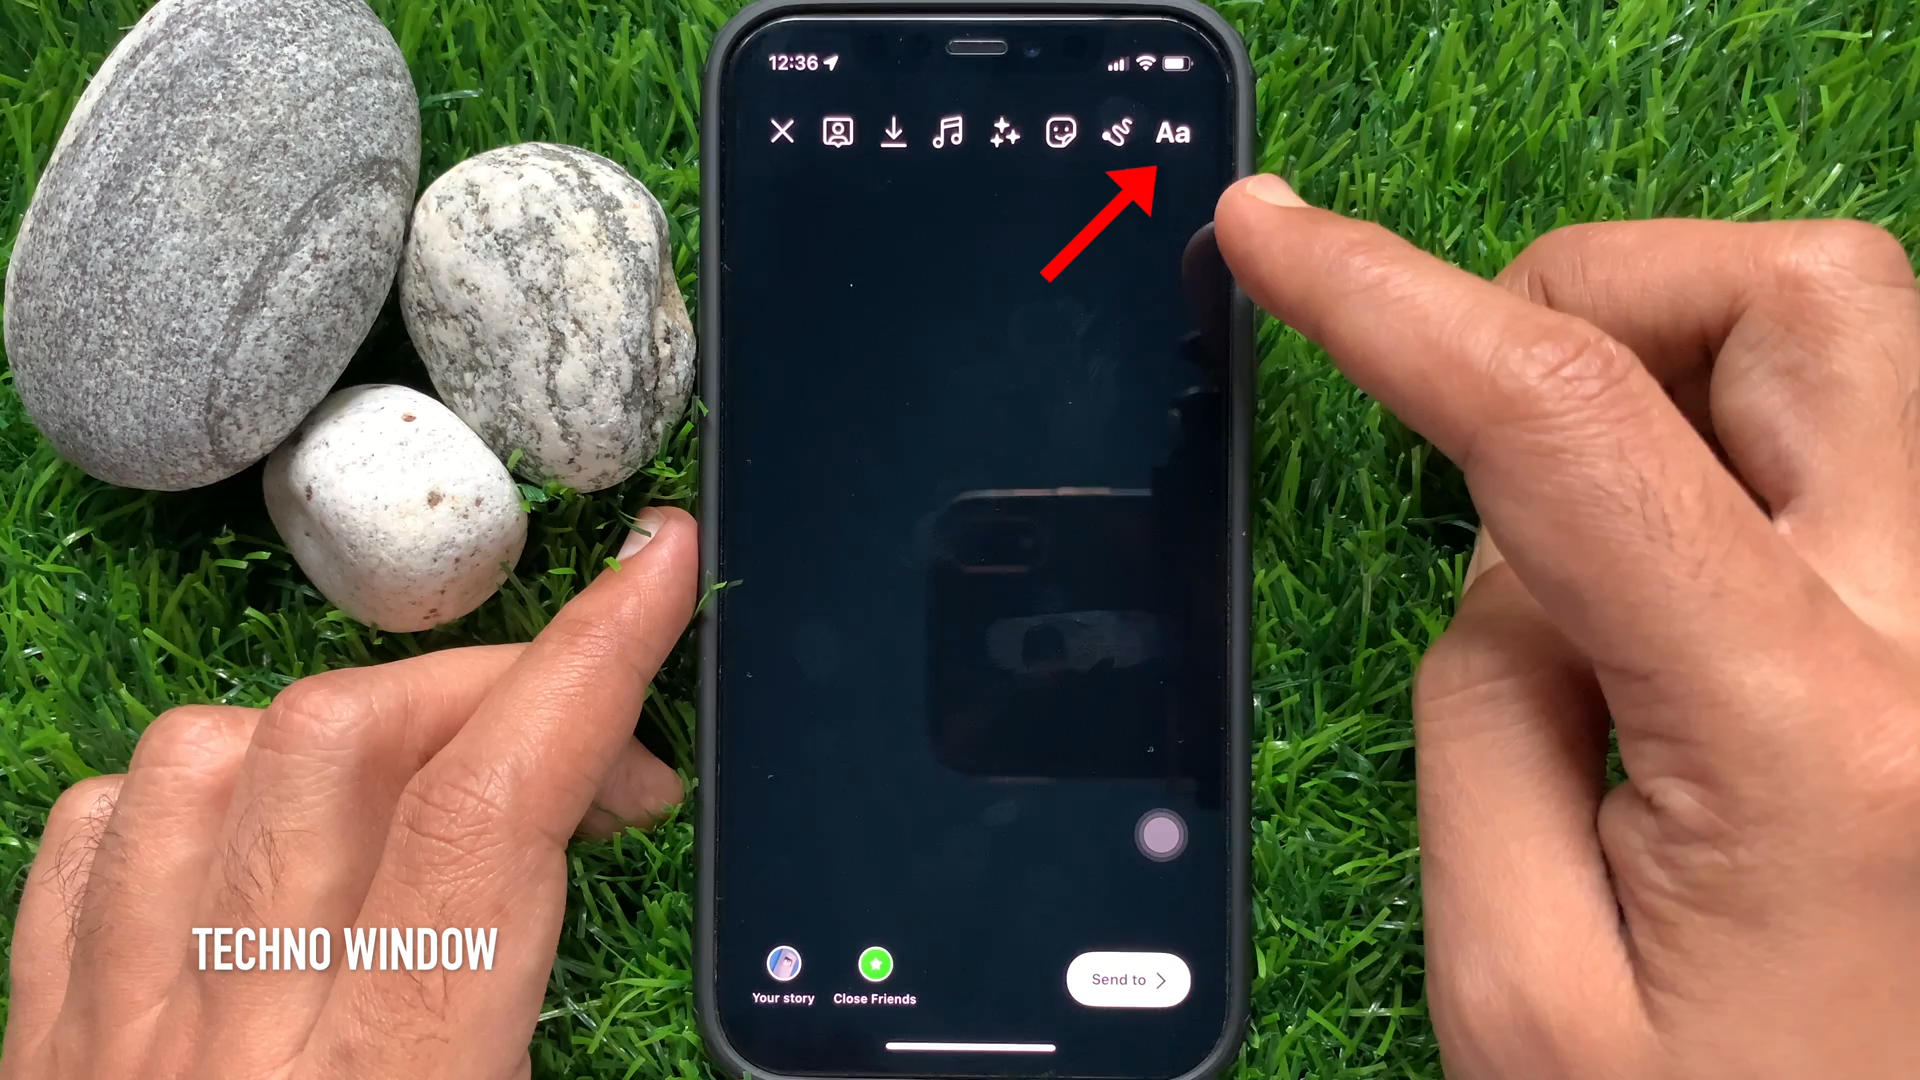 12:36
Aa
TECHNO WINDOW
Your story
Close Friends
Send to